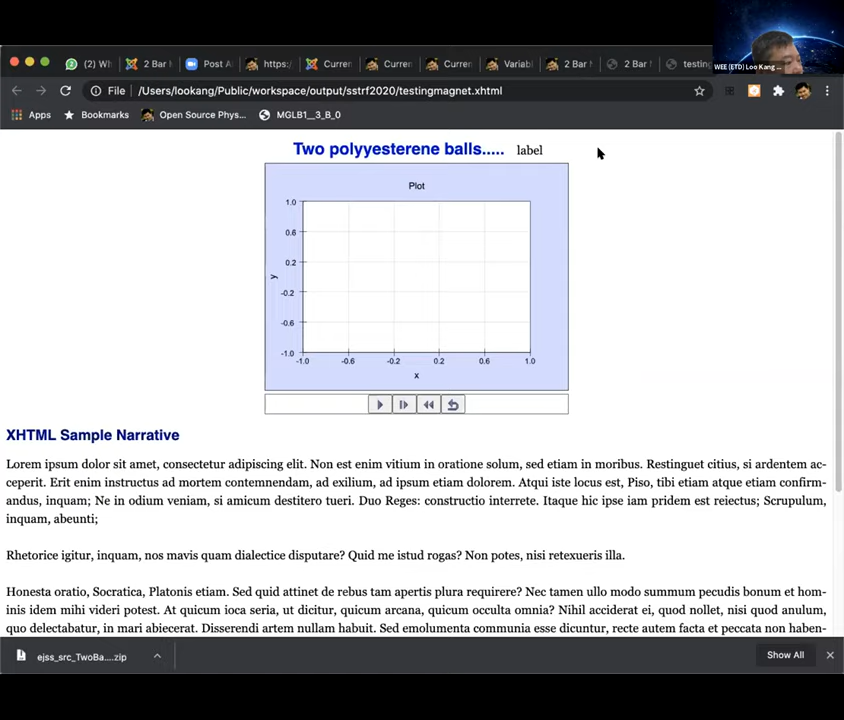 WEE (ETD) Loo Kang ...
(2) Wh
2 Bar
Post A
https:/
Curren
Curren
Curren
Variab
2 Bar
2 Bar
testing
File
/Users/lookang/Public/workspace/output/sstrf2020/testingmagnet.xhtml
Apps
Bookmarks
Open Source Phys...
MGLB1__3_B_0
Two polyyesterene balls..... label
Plot
1.0
0.6
0.2
-0.2
-0.6
-1.0
y
-1.0 -0.6 -0.2 0.2 0.6 1.0
x
XHTML Sample Narrative
Lorem ipsum dolor sit amet, consectetur adipiscing elit. Non est enim vitium in oratione solum, sed etiam in moribus. Restinguet citius, si ardentem ac-
ceperit. Erit enim instructus ad mortem contemnendam, ad exilium, ad ipsum etiam dolorem. Atqui iste locus est, Piso, tibi etiam atque etiam confirm-
andus, inquam; Ne in odium veniam, si amicum destitero tueri. Duo Reges: constructio interrete. Itaque hic ipse iam pridem est reiectus; Scrupulum,
inquam, abeunti;
Rhetorice igitur, inquam, nos mavis quam dialectice disputare? Quid me istud rogas? Non potes, nisi retexueris illa.
Honesta oratio, Socratica, Platonis etiam. Sed quid attinet de rebus tam apertis plura requirere? Nec tamen ullo modo summum pecudis bonum et hom-
inis idem mihi videri potest. At quicum ioca seria, ut dicitur, quicum arcana, quicum occulta omnia? Nihil acciderat ei, quod nollet, nisi quod anulum,
quo delectabatur, in mari abiecerat. Disserendi artem nullam habuit. Sed emolumenta communia esse dicuntur, recte autem facta et peccata non haben-
ejss_src_TwoBa....zip
Show All